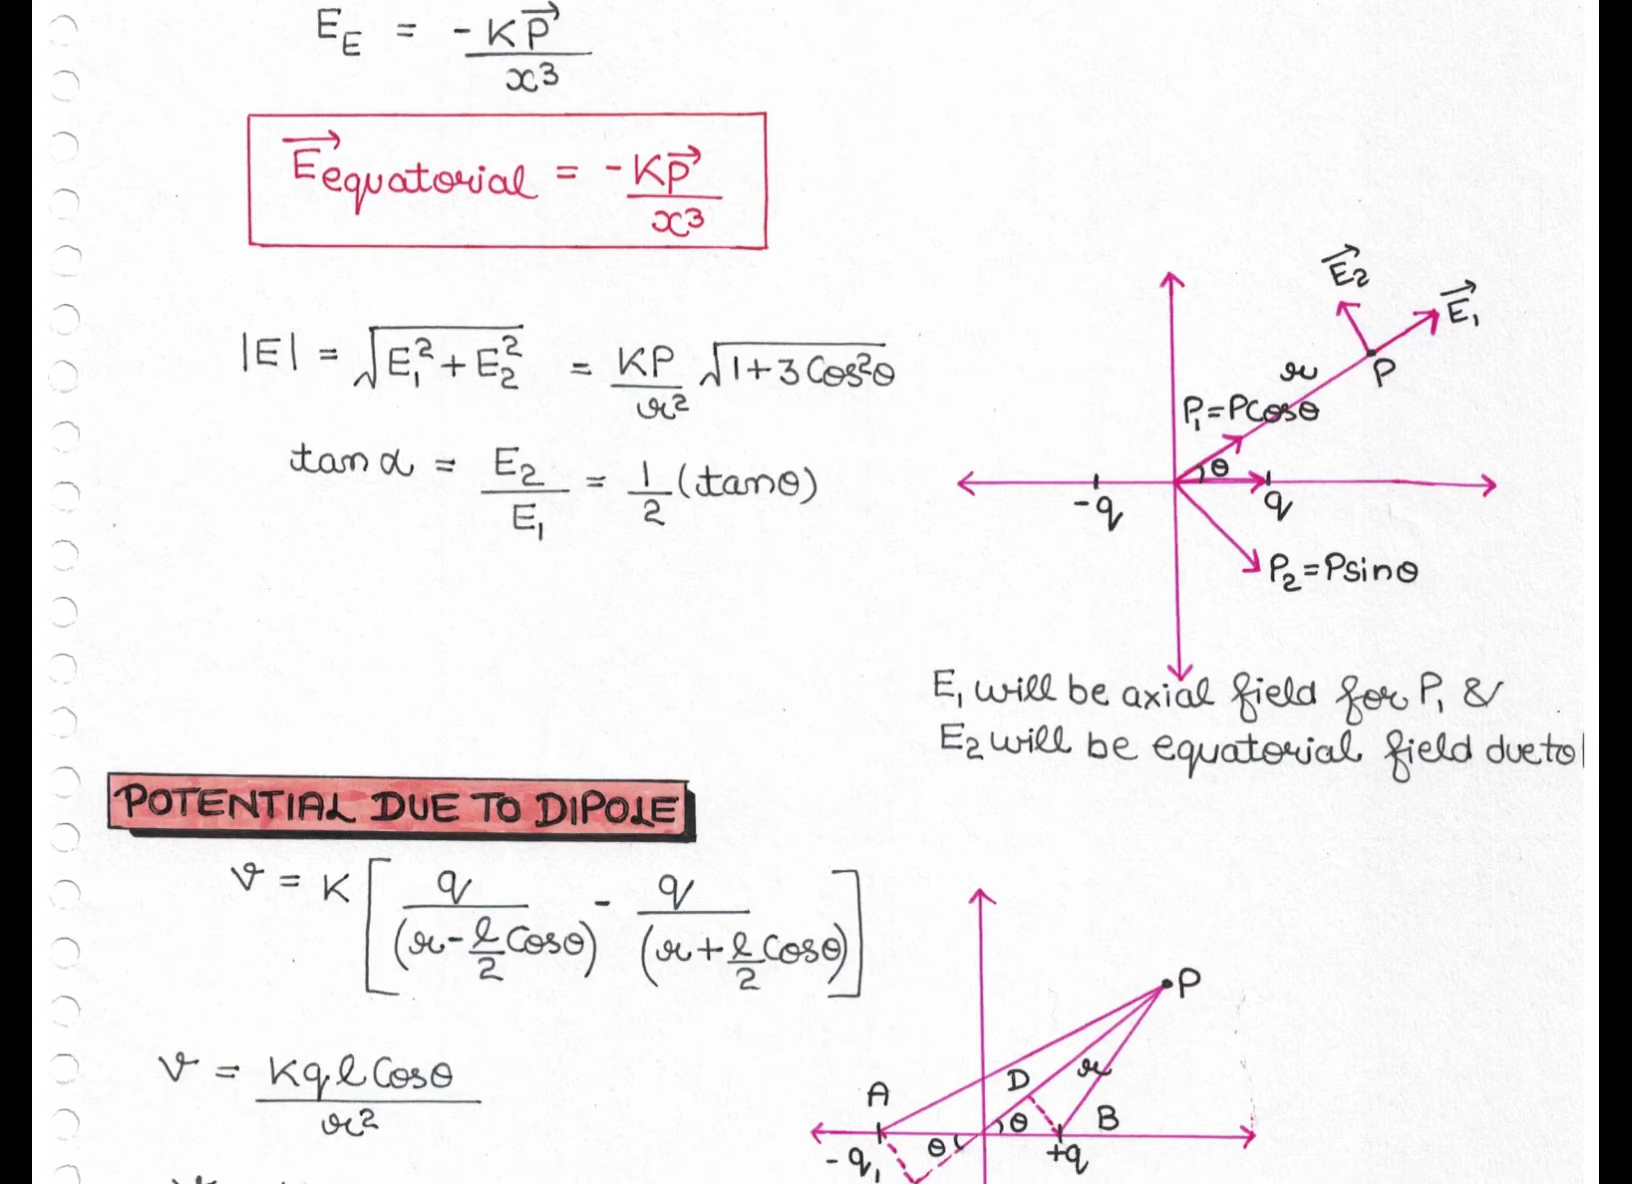 E_E = -KP⃗/x³
E⃗equatorial = -KP⃗/x³
E⃗₂
E⃗₁
|E| = √(E₁² + E₂²) = KP/r² √(1+3Cos²θ)
r
P
P₁=Pcosθ
tan α = E₂/E₁ = 1/2 (tanθ)
θ
-q
q
P₂=Psinθ
E₁ will be axial field for P₁ &
E₂ will be equatorial field due to
POTENTIAL DUE TO DIPOLE
v = K [ q/(r-l/2 Cosθ) - q/(r+l/2 Cosθ) ]
P
v = KqlCosθ/r²
D
r
A
θ
B
-q₁
θ
+q